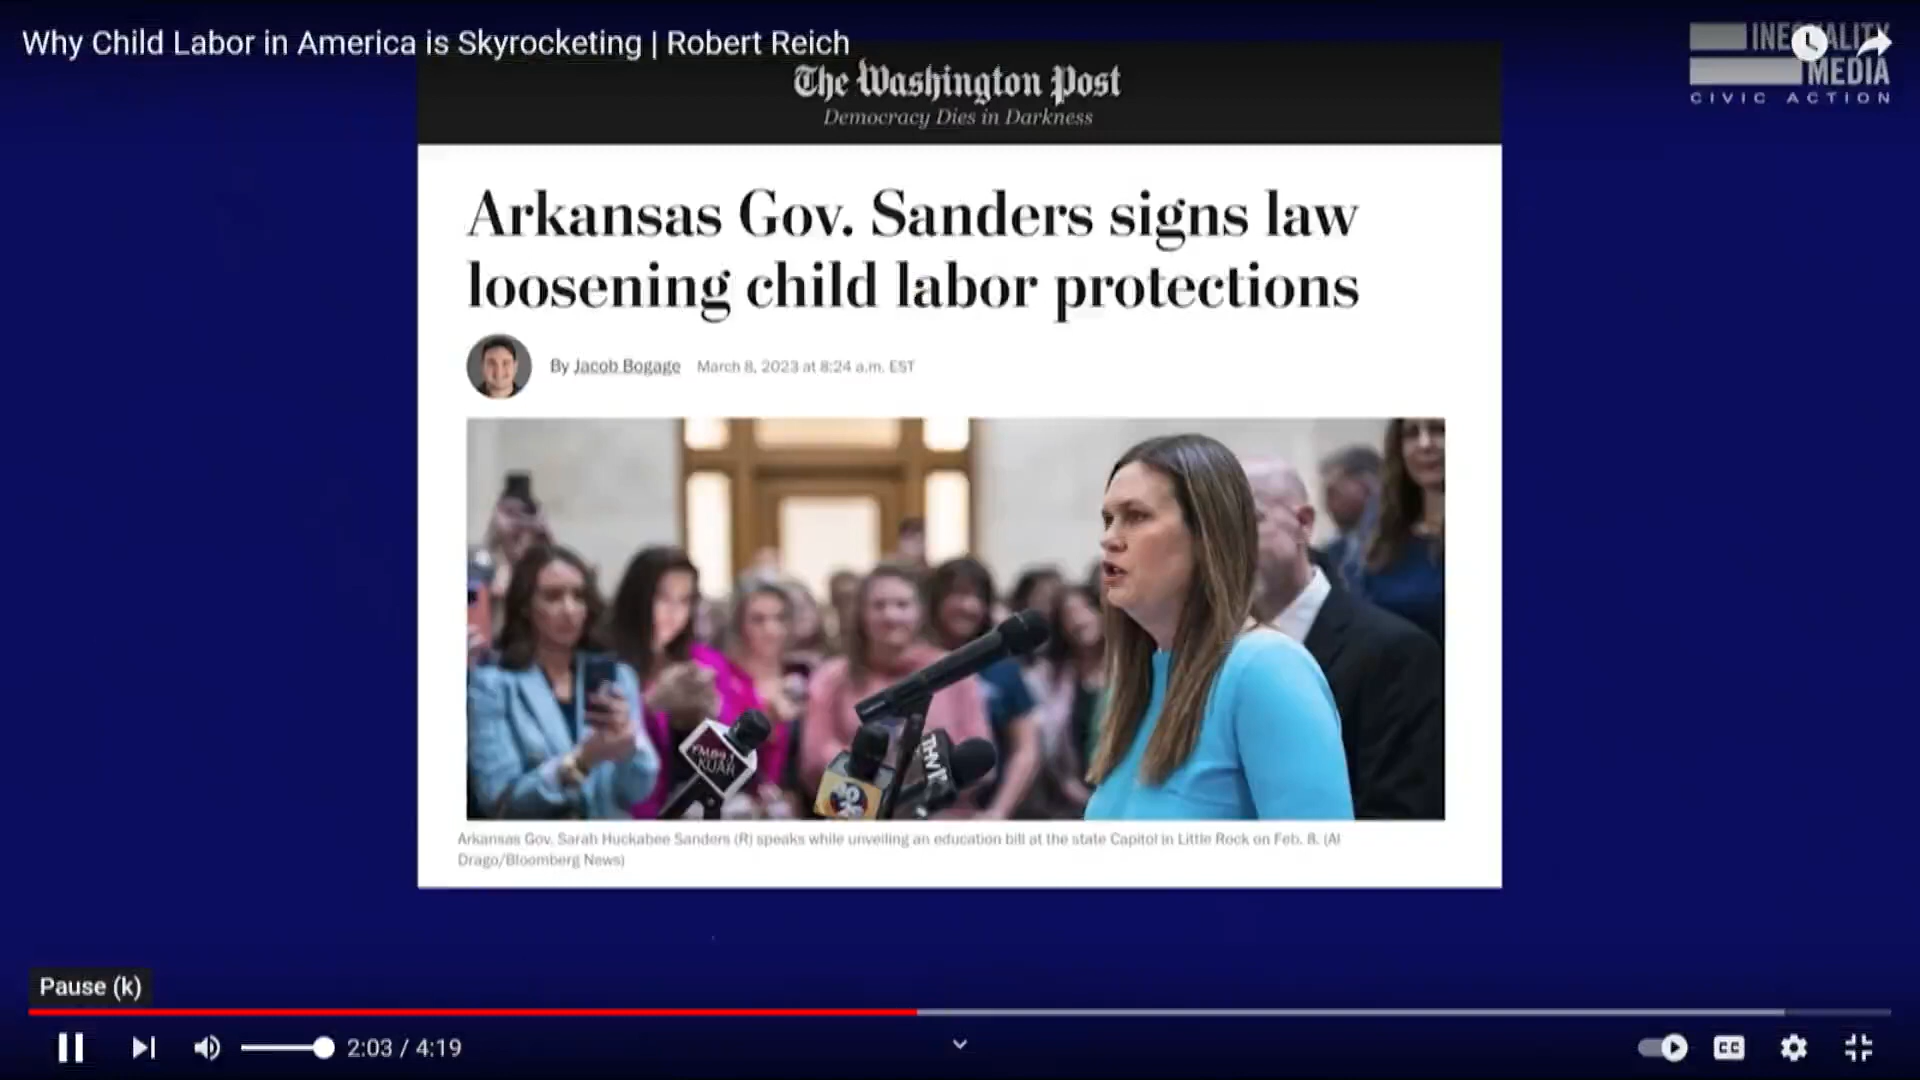 Why Child Labor in America is Skyrocketing | Robert Reich
INEQUALITY
MEDIA
CIVIC ACTION
The Washington Post
Democracy Dies in Darkness
Arkansas Gov. Sanders signs law
loosening child labor protections
By Jacob Bogage March 8, 2023 at 8:24 a.m. EST
KUAR
Arkansas Gov. Sarah Huckabee Sanders (R) speaks while unveiling an education bill at the state Capitol in Little Rock on Feb. 8. (Al
Drago/Bloomberg News)
Pause (k)
2:03 / 4:19
CC